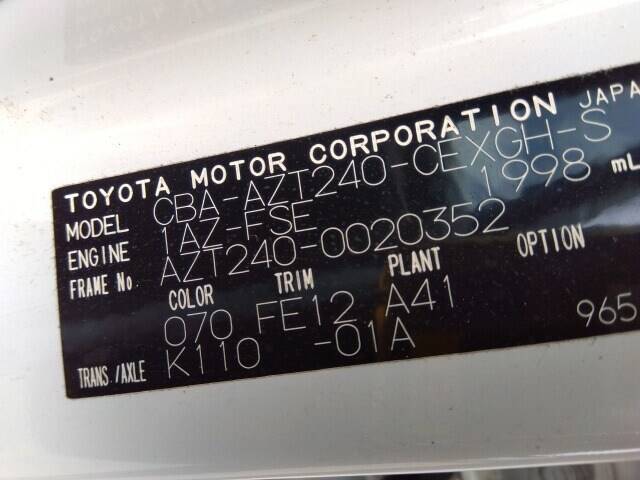 TOYOTA MOTOR CORPORATION JAPA
MODEL CBA-AZT240-CEXGH-S
ENGINE 1AZ-FSE 1998 mL
FRAME No AZT240-0020352
COLOR TRIM PLANT OPTION
070 FE12 A41
TRANS/AXLE K110 -01A 965